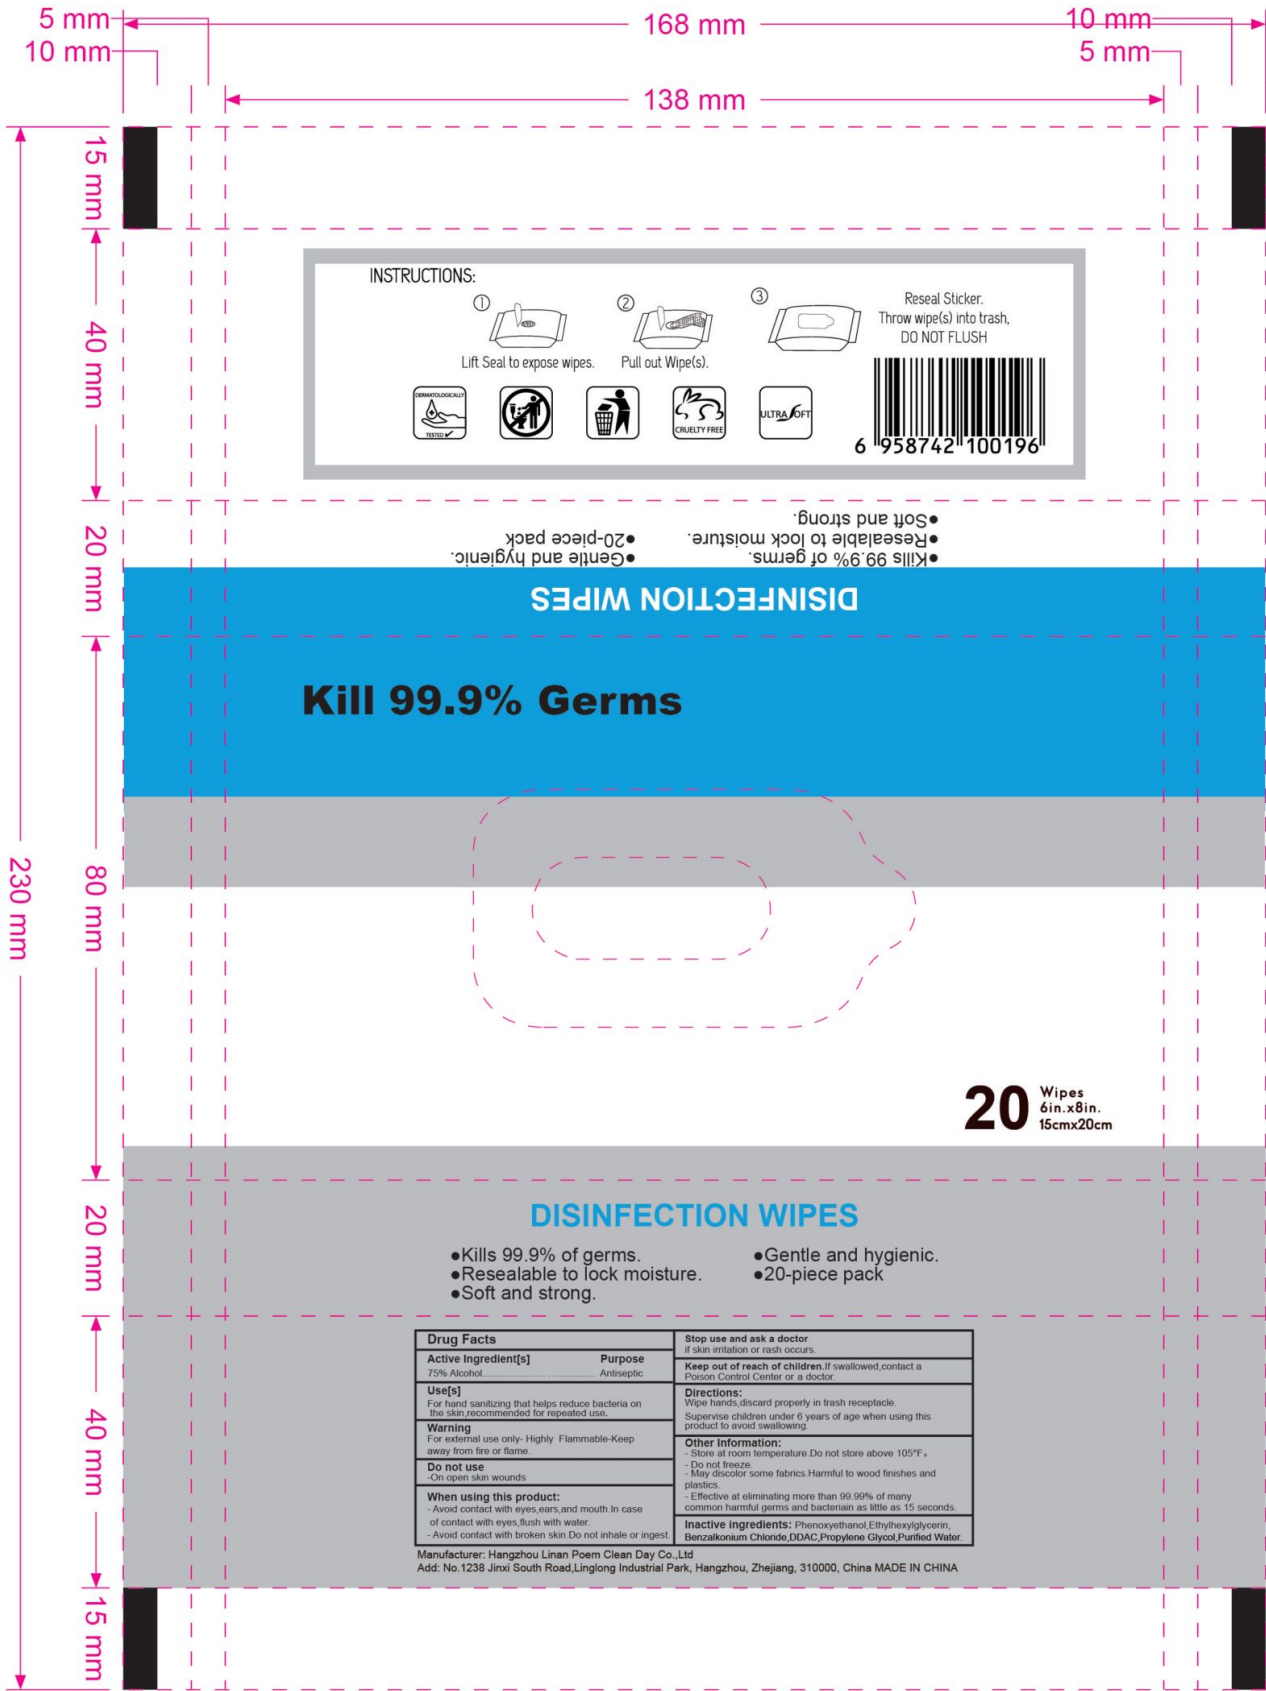 5 mm
168 mm
10 mm
10 mm
5 mm
138 mm
15 mm
INSTRUCTIONS:
①
②
③
Reseal Sticker.
Throw wipe(s) into trash,
DO NOT FLUSH
Lift Seal to expose wipes.
Pull out Wipe(s).
40 mm
DERMATOLOGICALLY
TESTED
CRUELTY FREE
ULTRA SOFT
6 958742 100196
20 mm
DISINFECTION WIPES
●Kills 99.9% of germs.
●Gentle and hygienic.
●Resealable to lock moisture.
●20-piece pack
●Soft and strong.
Kill 99.9% Germs
230 mm
80 mm
20
Wipes
6in.x8in.
15cmx20cm
20 mm
DISINFECTION WIPES
●Kills 99.9% of germs.
●Gentle and hygienic.
●Resealable to lock moisture.
●20-piece pack
●Soft and strong.
40 mm
Drug Facts
Active Ingredient[s] Purpose
75% Alcohol................................................ Antiseptic
Use[s]
For hand sanitizing that helps reduce bacteria on
the skin,recommended for repeated use.
Warning
For external use only- Highly Flammable-Keep
away from fire or flame.
Do not use
-On open skin wounds
When using this product:
- Avoid contact with eyes,ears,and mouth.In case
of contact with eyes,flush with water.
- Avoid contact with broken skin.Do not inhale or ingest.
Stop use and ask a doctor
if skin irritation or rash occurs.
Keep out of reach of children.If swallowed,contact a
Poison Control Center or a doctor.
Directions:
Wipe hands,discard properly in trash receptacle.
Supervise children under 6 years of age when using this
product to avoid swallowing.
Other Information:
- Store at room temperature.Do not store above 105°F。
- Do not freeze.
- May discolor some fabrics.Harmful to wood finishes and
plastics.
- Effective at eliminating more than 99.99% of many
common harmful germs and bacteriain as little as 15 seconds.
Inactive ingredients: Phenoxyethanol,Ethylhexylglycerin,
Benzalkonium Chloride,DDAC,Propylene Glycol,Purified Water.
Manufacturer: Hangzhou Linan Poem Clean Day Co.,Ltd
Add: No.1238 Jinxi South Road,Linglong Industrial Park, Hangzhou, Zhejiang, 310000, China MADE IN CHINA
15 mm